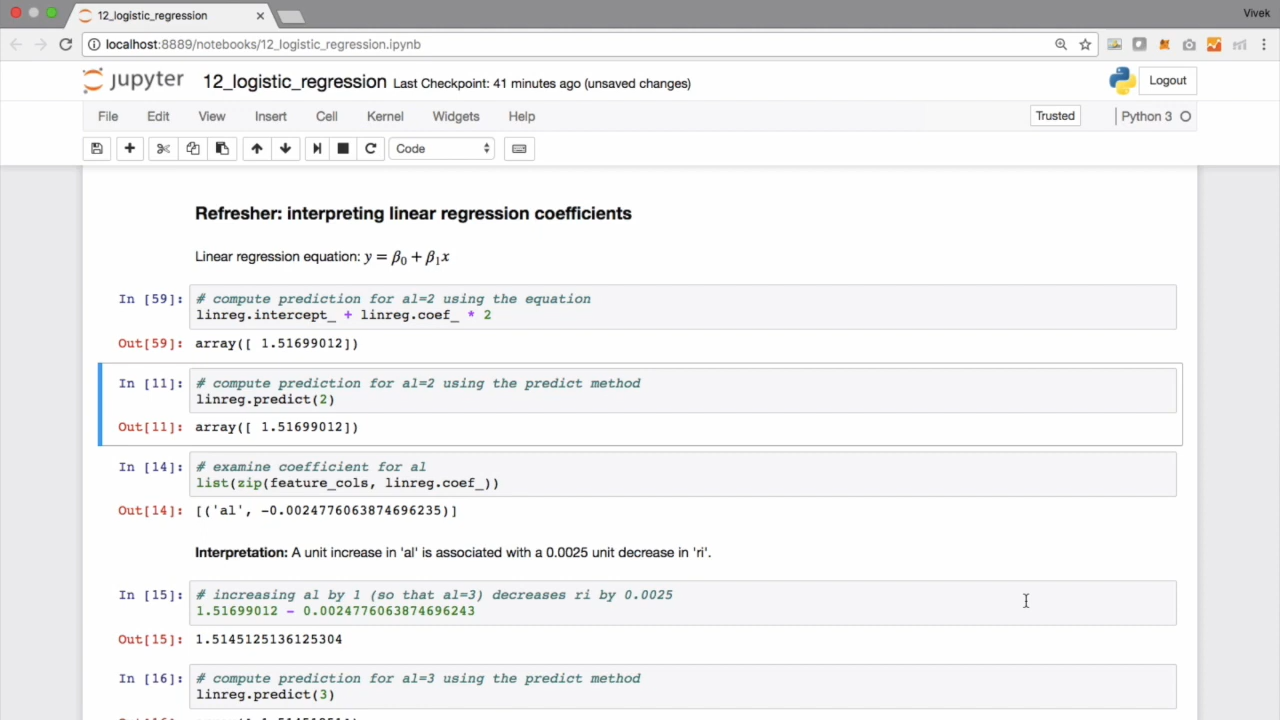 12_logistic_regression
Vivek
localhost:8889/notebooks/12_logistic_regression.ipynb
jupyter 12_logistic_regression Last Checkpoint: 41 minutes ago (unsaved changes)
Logout
File Edit View Insert Cell Kernel Widgets Help
Trusted
Python 3
Code
Refresher: interpreting linear regression coefficients
Linear regression equation: y = β₀ + β₁x
In [59]: # compute prediction for al=2 using the equation
linreg.intercept_ + linreg.coef_ * 2
Out[59]: array([ 1.51699012])
In [11]: # compute prediction for al=2 using the predict method
linreg.predict(2)
Out[11]: array([ 1.51699012])
In [14]: # examine coefficient for al
list(zip(feature_cols, linreg.coef_))
Out[14]: [('al', -0.0024776063874696235)]
Interpretation: A unit increase in 'al' is associated with a 0.0025 unit decrease in 'ri'.
In [15]: # increasing al by 1 (so that al=3) decreases ri by 0.0025
1.51699012 - 0.0024776063874696243
Out[15]: 1.5145125136125304
In [16]: # compute prediction for al=3 using the predict method
linreg.predict(3)